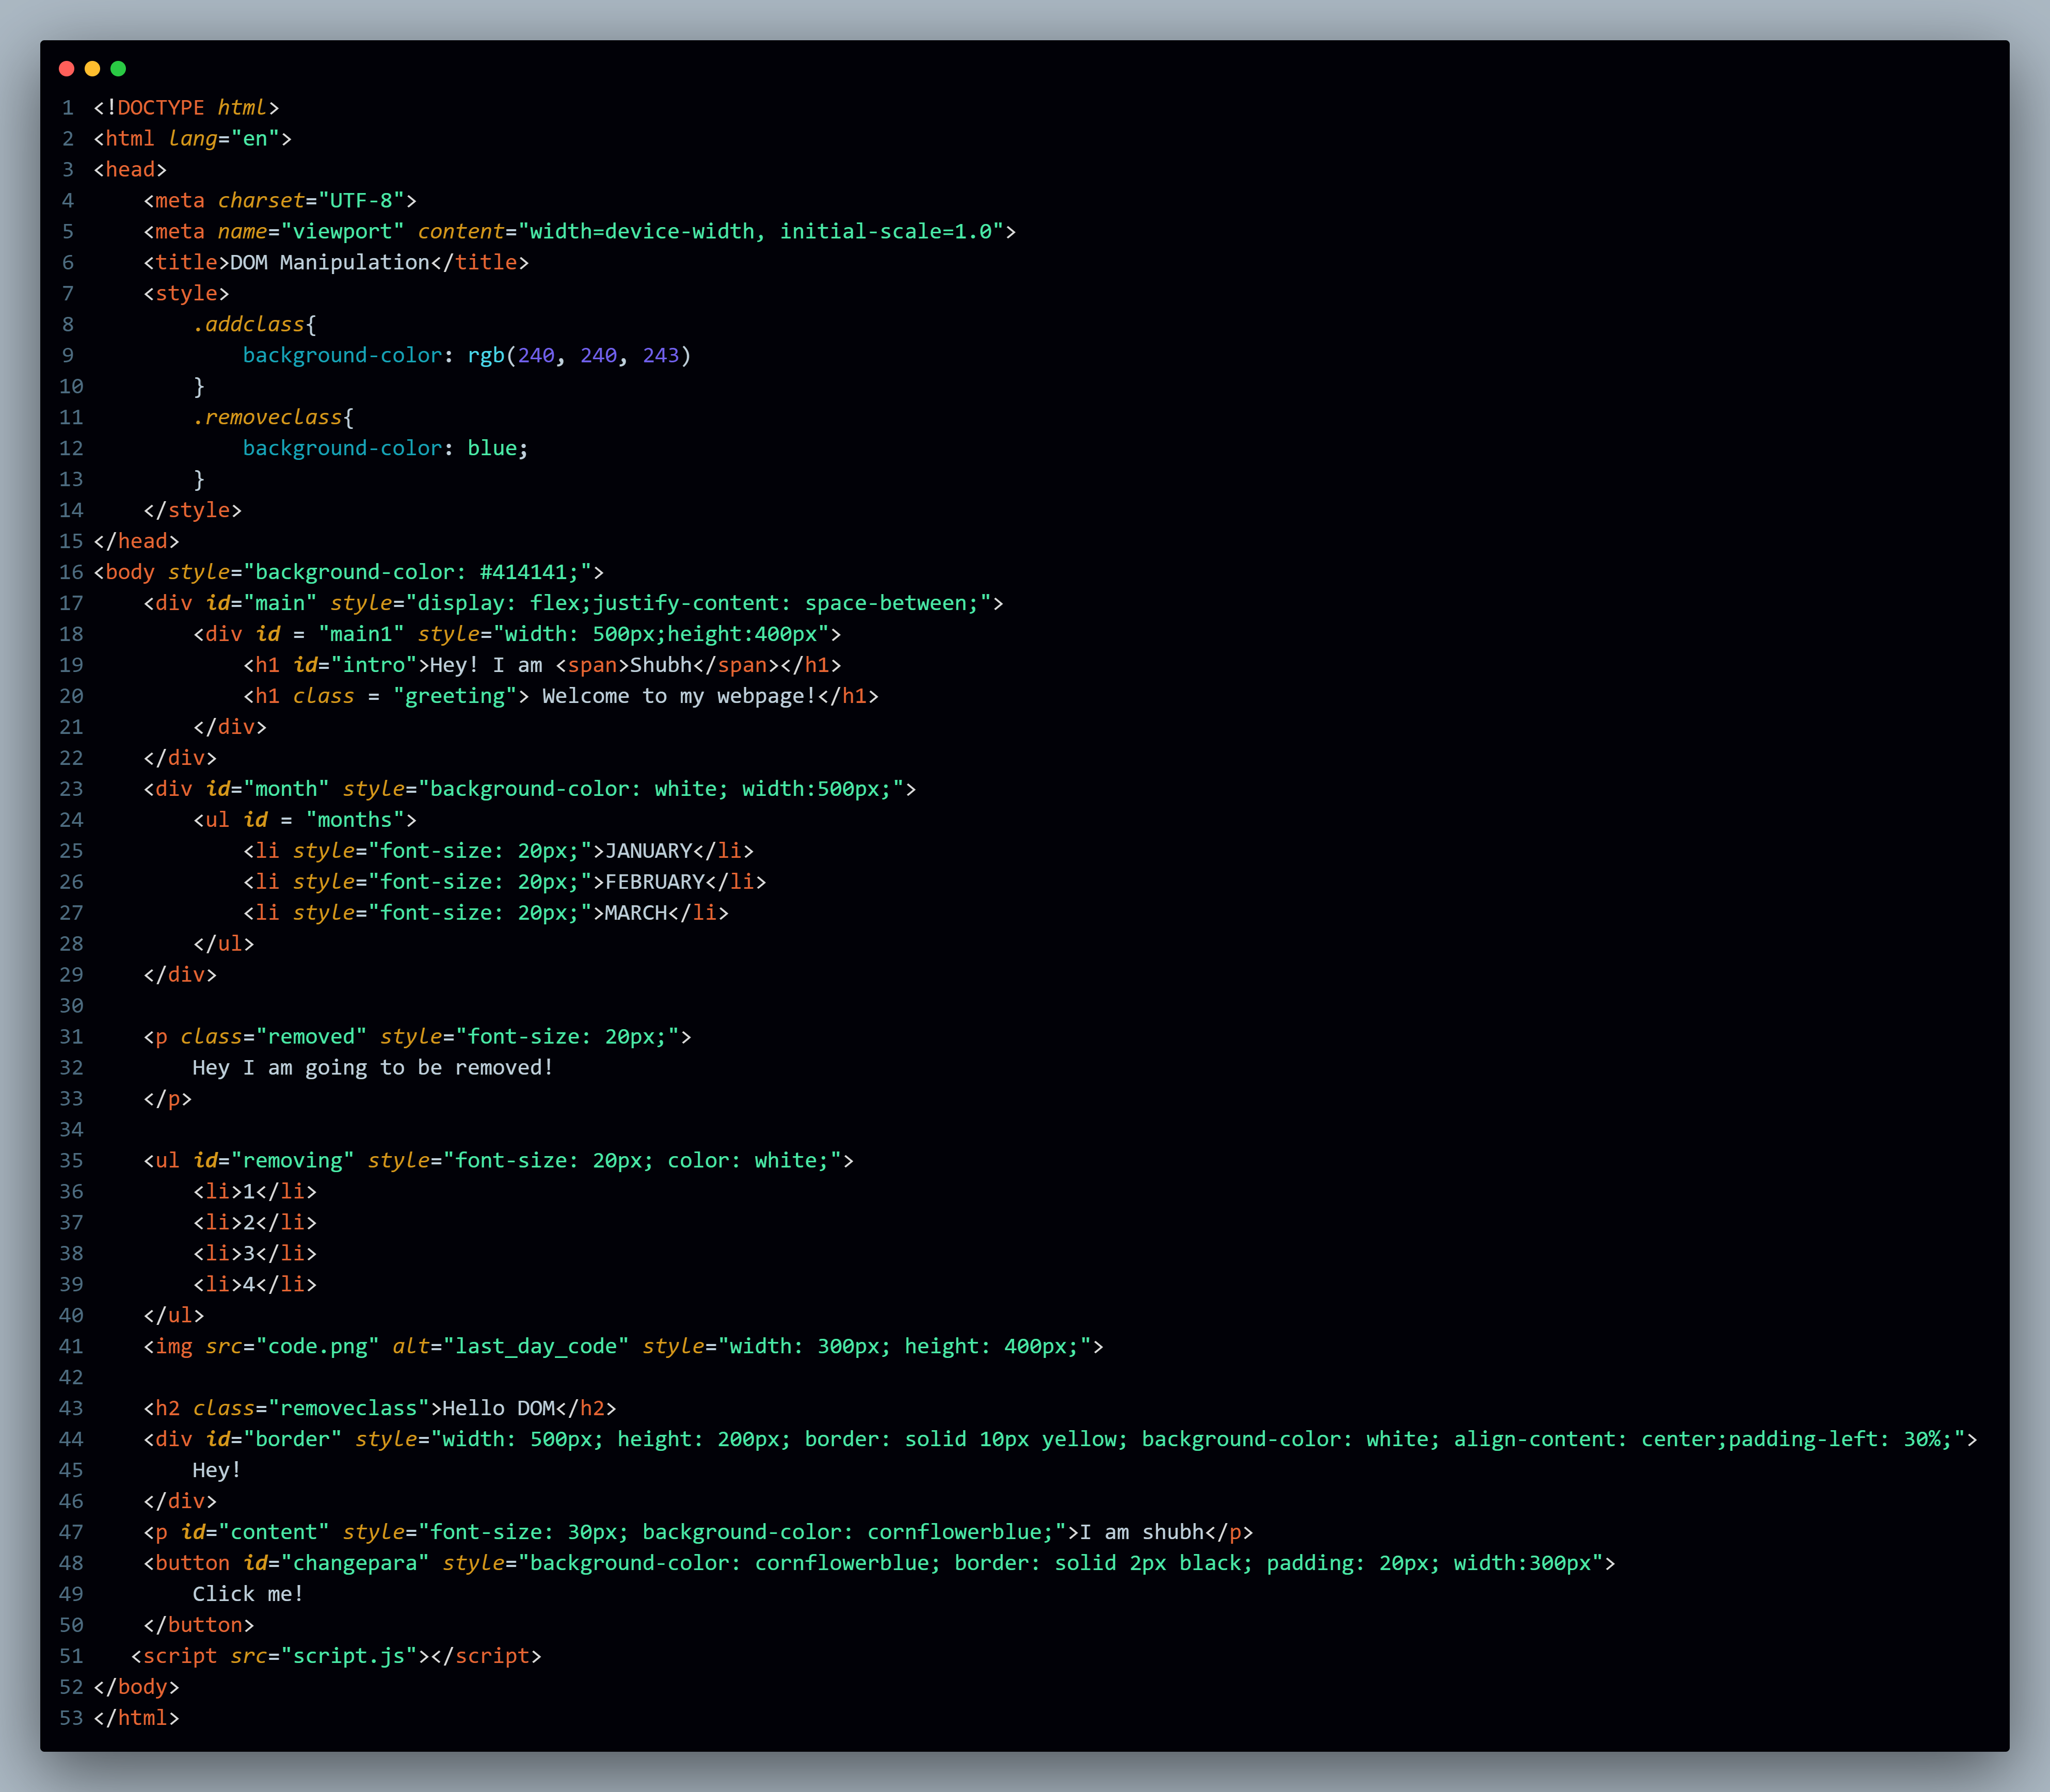 1 <!DOCTYPE html>
2 <html lang="en">
3 <head>
4     <meta charset="UTF-8">
5     <meta name="viewport" content="width=device-width, initial-scale=1.0">
6     <title>DOM Manipulation</title>
7     <style>
8         .addclass{
9             background-color: rgb(240, 240, 243)
10         }
11         .removeclass{
12             background-color: blue;
13         }
14     </style>
15 </head>
16 <body style="background-color: #414141;">
17     <div id="main" style="display: flex;justify-content: space-between;">
18         <div id = "main1" style="width: 500px;height:400px">
19             <h1 id="intro">Hey! I am <span>Shubh</span></h1>
20             <h1 class = "greeting"> Welcome to my webpage!</h1>
21         </div>
22     </div>
23     <div id="month" style="background-color: white; width:500px;">
24         <ul id = "months">
25             <li style="font-size: 20px;">JANUARY</li>
26             <li style="font-size: 20px;">FEBRUARY</li>
27             <li style="font-size: 20px;">MARCH</li>
28         </ul>
29     </div>
30
31     <p class="removed" style="font-size: 20px;">
32         Hey I am going to be removed!
33     </p>
34
35     <ul id="removing" style="font-size: 20px; color: white;">
36         <li>1</li>
37         <li>2</li>
38         <li>3</li>
39         <li>4</li>
40     </ul>
41     <img src="code.png" alt="last_day_code" style="width: 300px; height: 400px;">
42
43     <h2 class="removeclass">Hello DOM</h2>
44     <div id="border" style="width: 500px; height: 200px; border: solid 10px yellow; background-color: white; align-content: center;padding-left: 30%;">
45         Hey!
46     </div>
47     <p id="content" style="font-size: 30px; background-color: cornflowerblue;">I am shubh</p>
48     <button id="changepara" style="background-color: cornflowerblue; border: solid 2px black; padding: 20px; width:300px">
49         Click me!
50     </button>
51    <script src="script.js"></script>
52 </body>
53 </html>